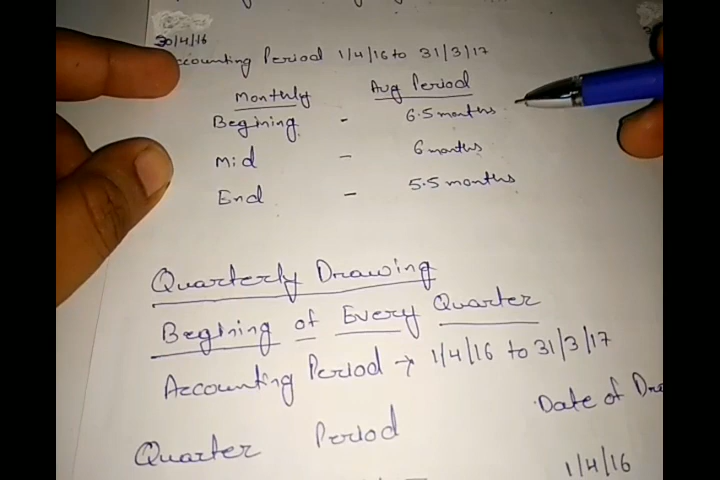 30/4/16
ccounting Period 1/4/16 to 31/3/17
Monthly Avg Period
Begining - 6.5 months
Mid - 6 months
End - 5.5 months
Quarterly Drawing
Begining of Every Quarter
Accounting Period → 1/4/16 to 31/3/17
Quarter Period Date of Dra
1/4/16